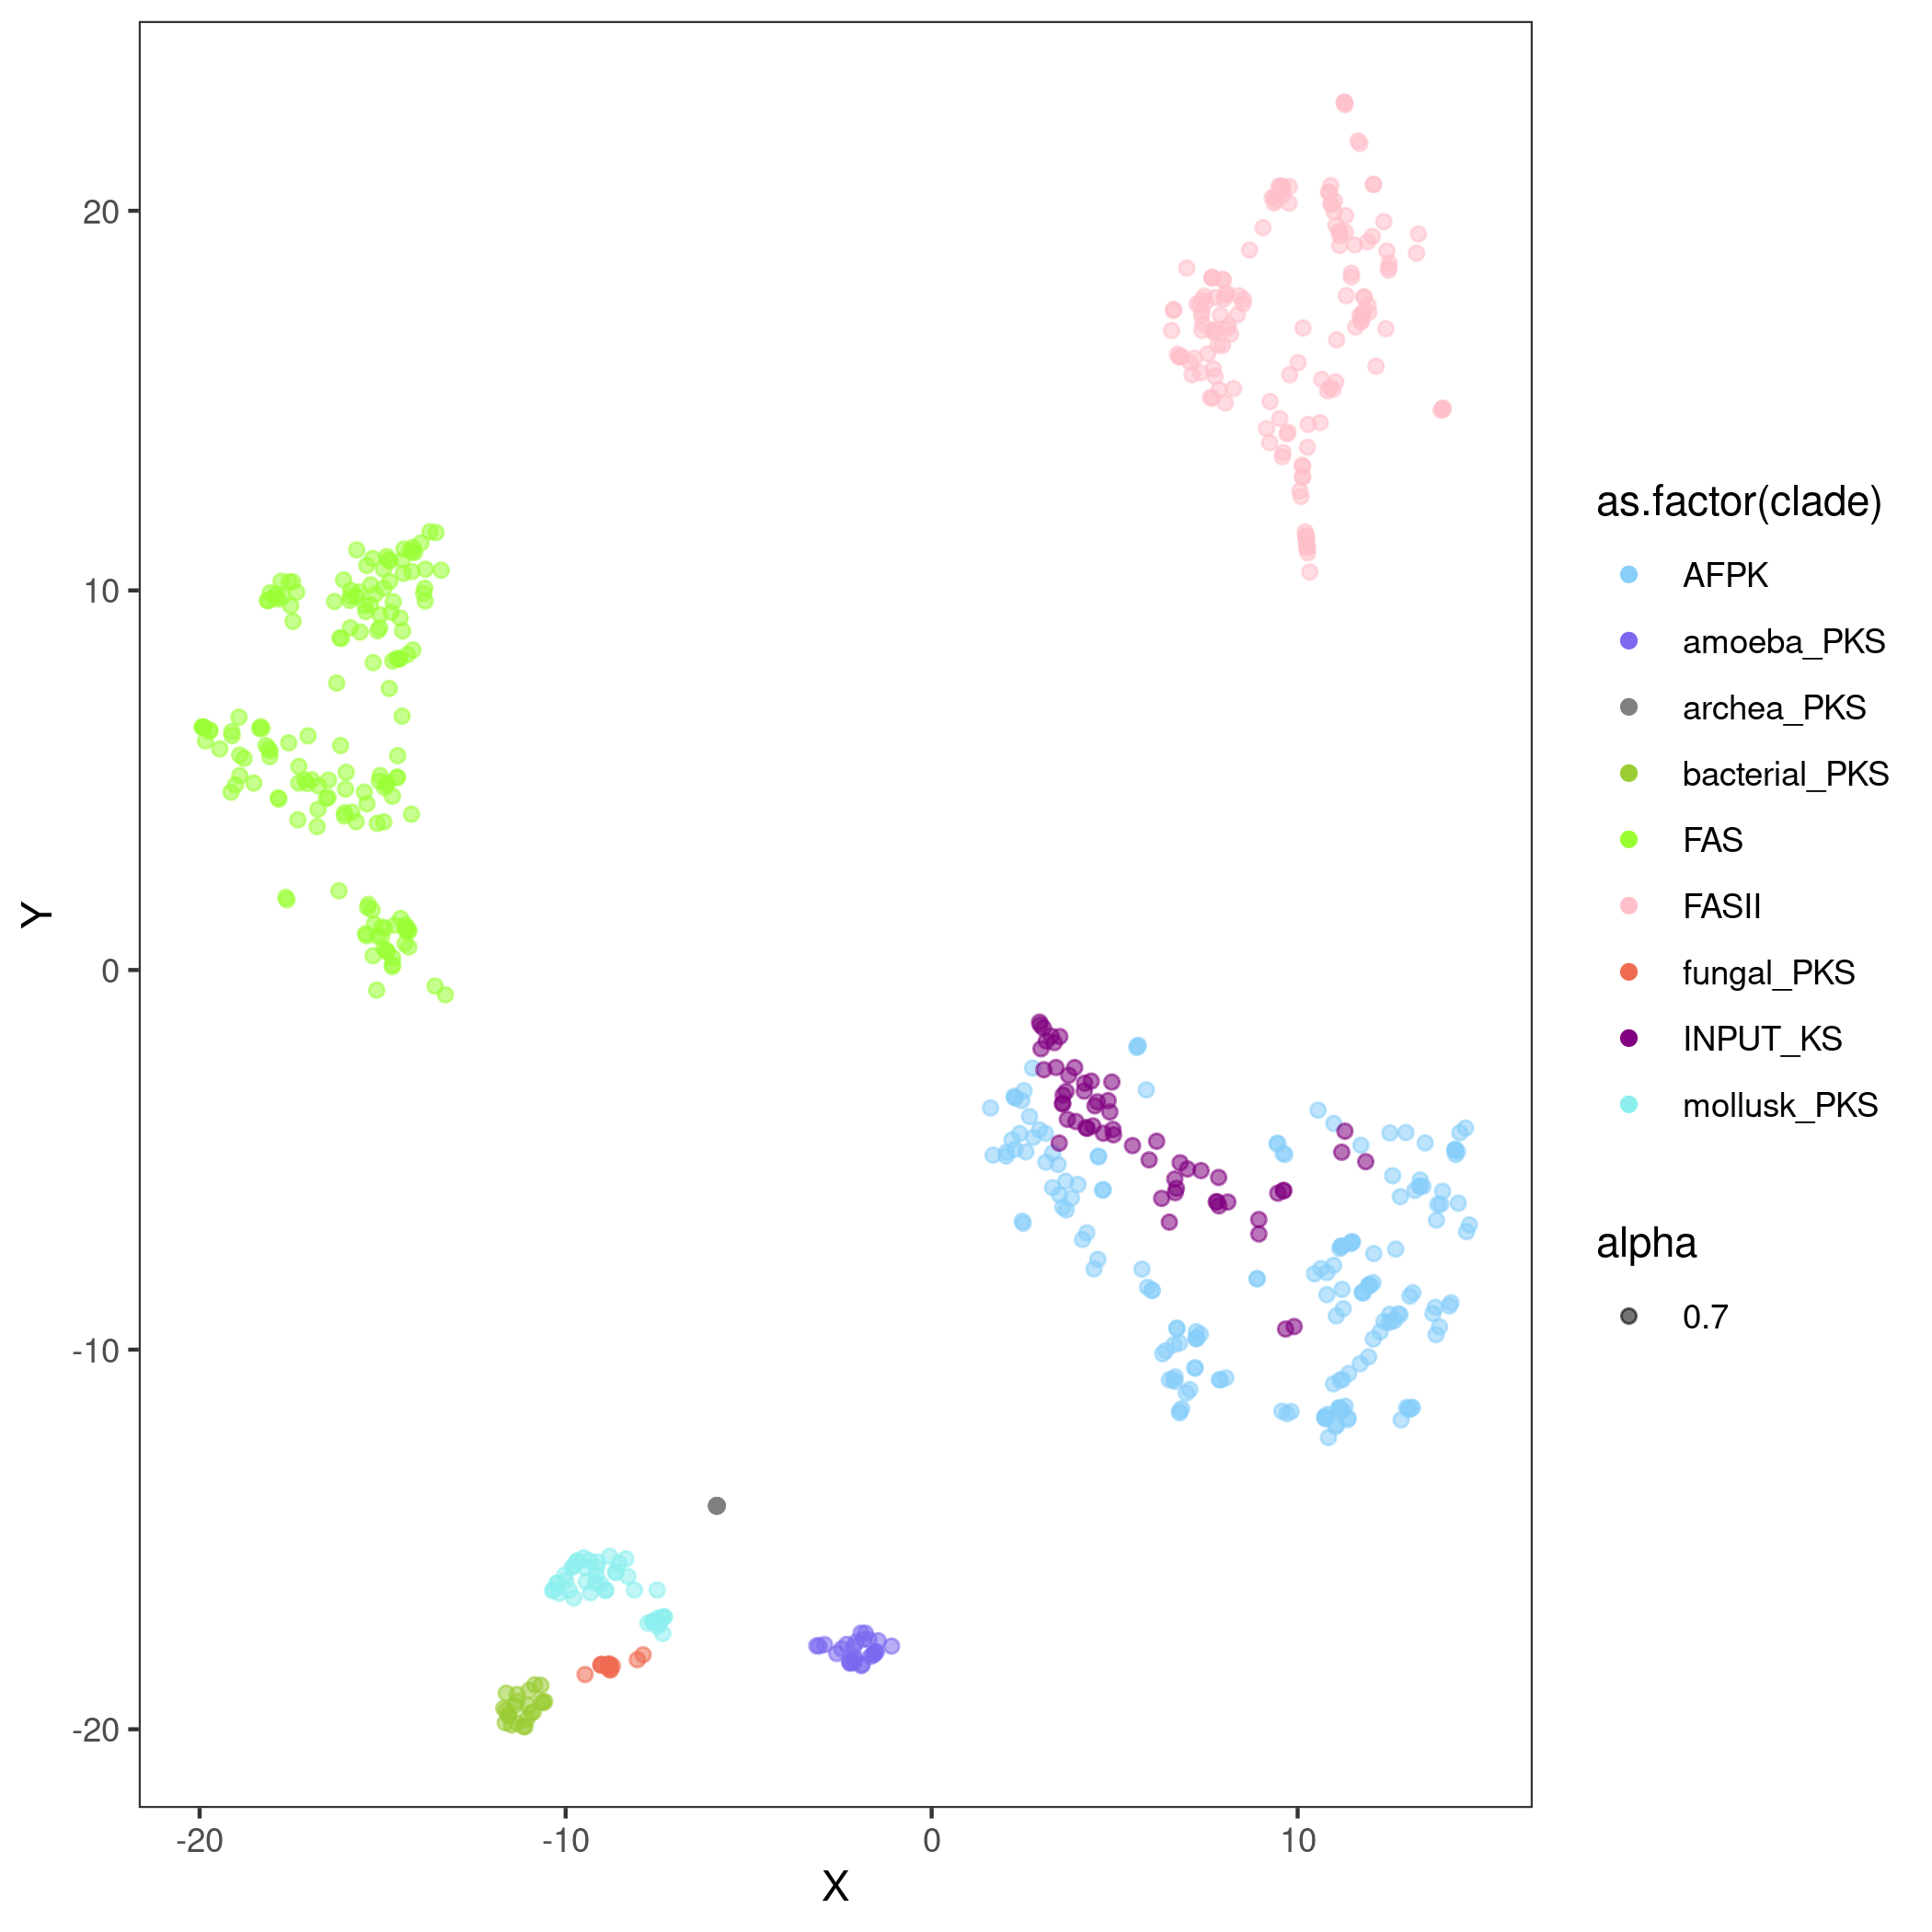 20
10
0
-10
-20
Y
-20
-10
0
10
X
as.factor(clade)
AFPK
amoeba_PKS
archea_PKS
bacterial_PKS
FAS
FASII
fungal_PKS
INPUT_KS
mollusk_PKS
alpha
0.7